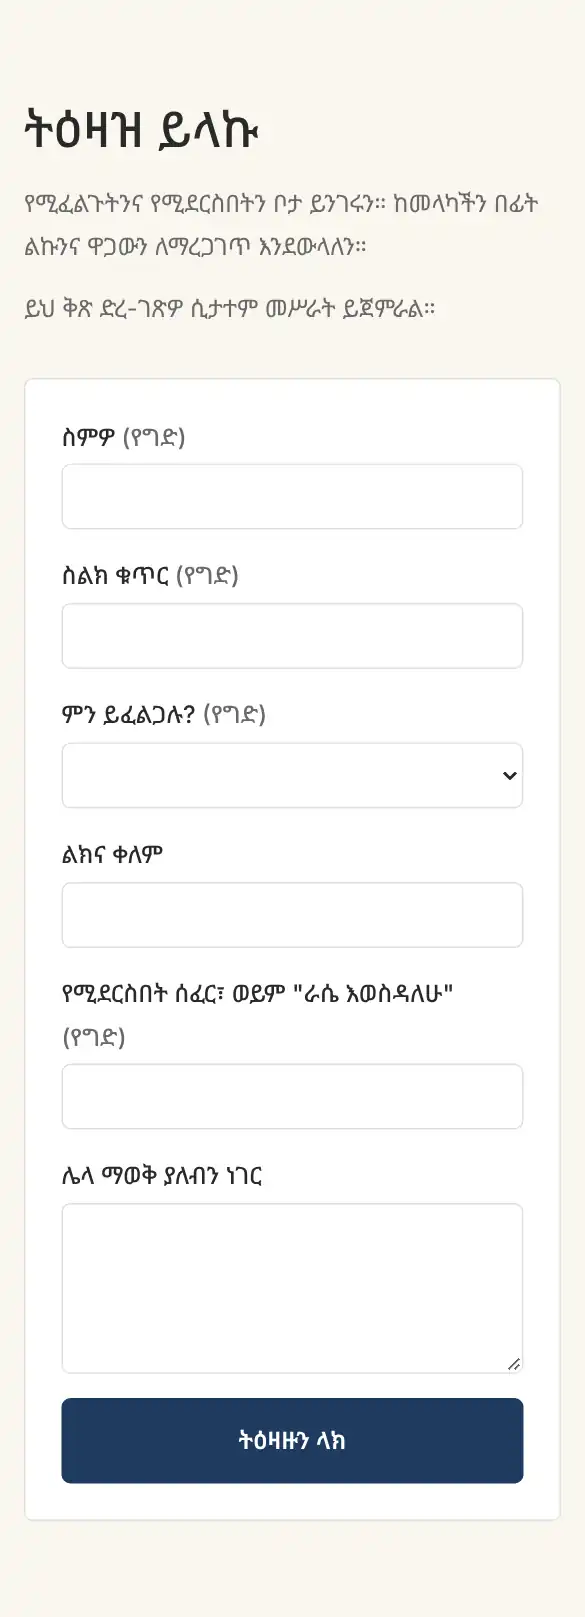 ትዕዛዝ ይላኩ
የሚፈልጉትንና የሚደርስበትን ቦታ ይንገሩን። ከመላካችን በፊት
ልኩንና ዋጋውን ለማረጋገጥ እንደውላለን።
ይህ ቅጽ ድረ-ገጽዎ ሲታተም መሥራት ይጀምራል።
ስምዎ (የግድ)
ስልክ ቁጥር (የግድ)
ምን ይፈልጋሉ? (የግድ)
ልክና ቀለም
የሚደርስበት ሰፈር፣ ወይም "ራሴ እወስዳለሁ"
(የግድ)
ሌላ ማወቅ ያለብን ነገር
ትዕዛዙን ላክ